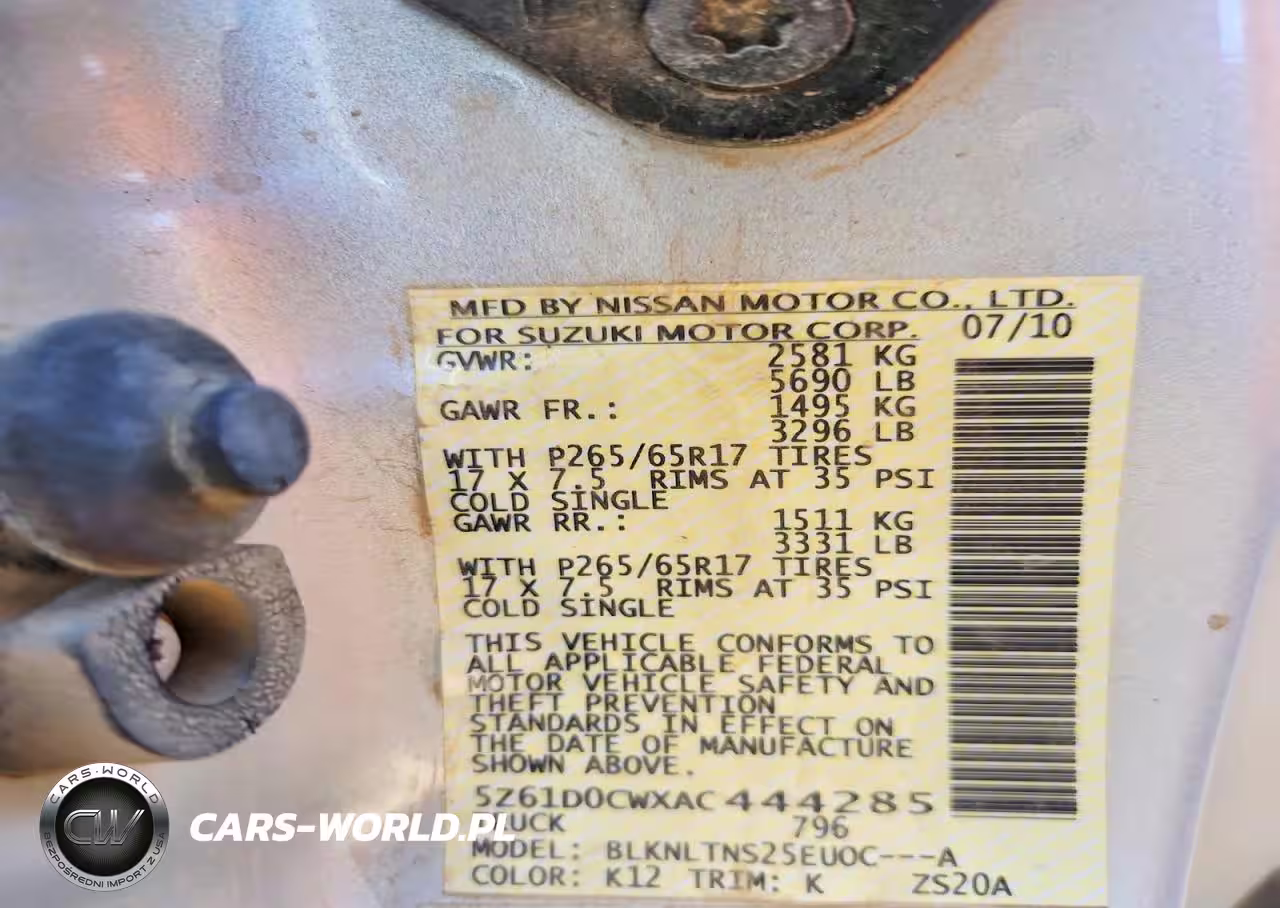 MFD BY NISSAN MOTOR CO., LTD.
FOR SUZUKI MOTOR CORP. 07/10
GVWR: 2581 KG
5690 LB
GAWR FR.: 1495 KG
3296 LB
WITH P265/65R17 TIRES
17 X 7.5 RIMS AT 35 PSI
COLD SINGLE
GAWR RR.: 1511 KG
3331 LB
WITH P265/65R17 TIRES
17 X 7.5 RIMS AT 35 PSI
COLD SINGLE
THIS VEHICLE CONFORMS TO
ALL APPLICABLE FEDERAL
MOTOR VEHICLE SAFETY AND
THEFT PREVENTION
STANDARDS IN EFFECT ON
THE DATE OF MANUFACTURE
SHOWN ABOVE.
5Z61D0CWXAC444285
796
MODEL: BLKNLTNS25EU0C---A
COLOR: K12 TRIM: K ZS20A
CARS-WORLD
CW
BEZPOŚREDNI IMPORT Z USA
CARS-WORLD.PL